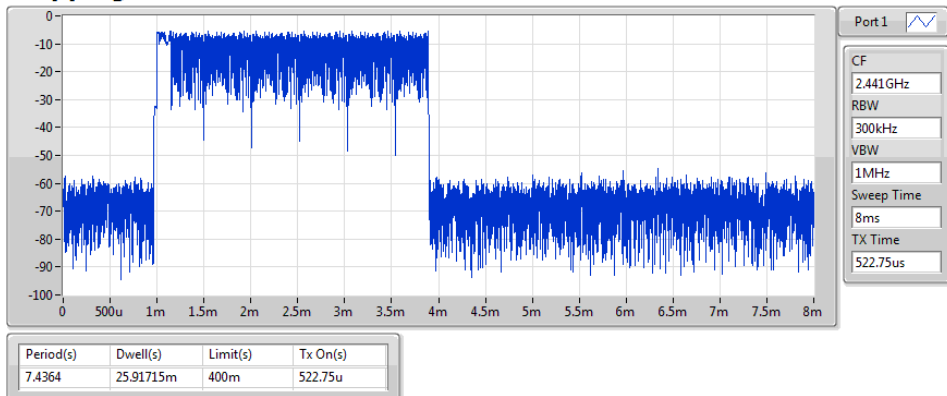 0-
-10-
-20-
-30-
-40-
-50-
-60-
-70-
-80-
-90-
-100-
0 500u 1m 1.5m 2m 2.5m 3m 3.5m 4m 4.5m 5m 5.5m 6m 6.5m 7m 7.5m 8m
Port 1
CF
2.441GHz
RBW
300kHz
VBW
1MHz
Sweep Time
8ms
TX Time
522.75us
Period(s) Dwell(s) Limit(s) Tx On(s)
7.4364 25.91715m 400m 522.75u